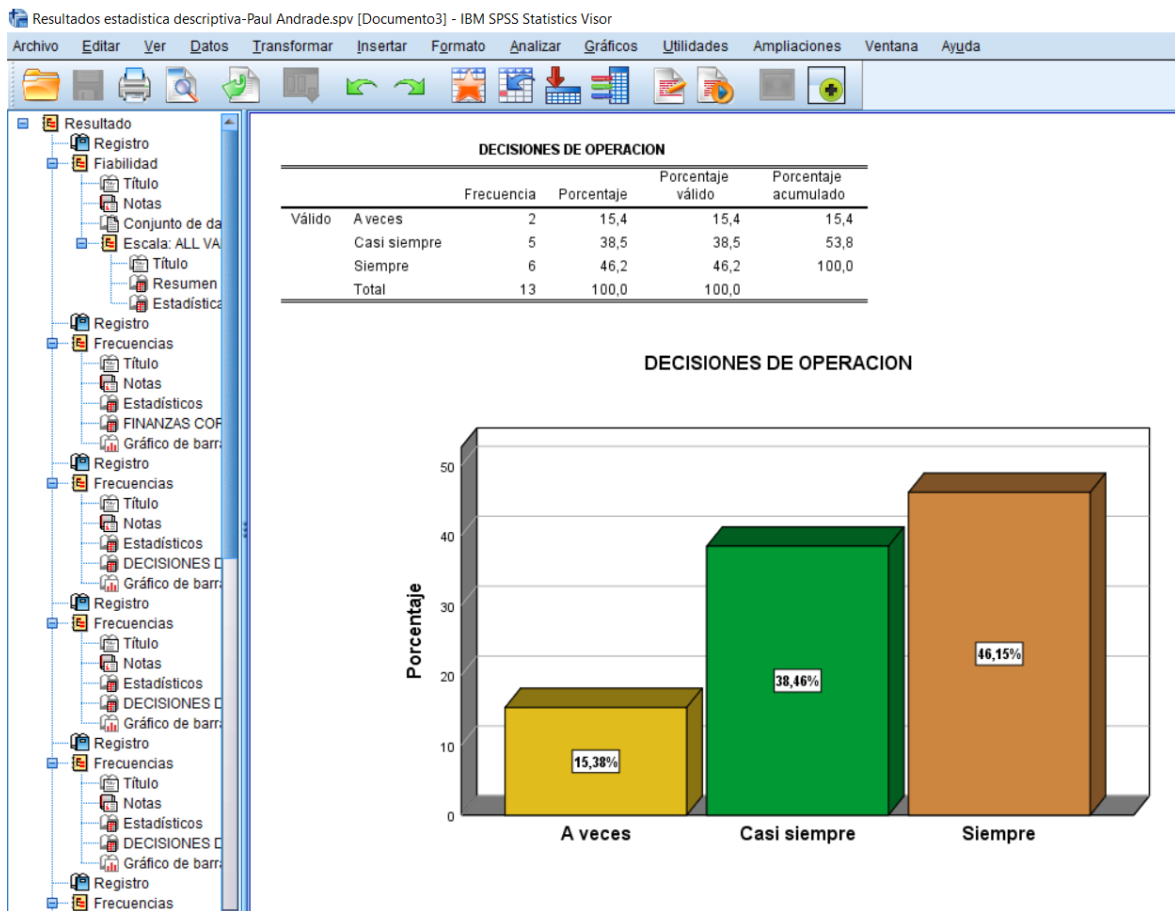 Resultados estadistica descriptiva-Paul Andrade.spv [Documento3] - IBM SPSS Statistics Visor
Archivo Editar Ver Datos Transformar Insertar Formato Analizar Gráficos Utilidades Ampliaciones Ventana Ayuda
Resultado
Registro
Fiabilidad
Título
Notas
Conjunto de da
Escala: ALL VA
Título
Resumen
Estadística
Registro
Frecuencias
Título
Notas
Estadísticos
FINANZAS COR
Gráfico de barra
Registro
Frecuencias
Título
Notas
Estadísticos
DECISIONES D
Gráfico de barra
Registro
Frecuencias
Título
Notas
Estadísticos
DECISIONES D
Gráfico de barra
Registro
Frecuencias
Título
Notas
Estadísticos
DECISIONES D
Gráfico de barra
Registro
Frecuencias
DECISIONES DE OPERACION
Frecuencia Porcentaje Porcentaje válido Porcentaje acumulado
Válido A veces 2 15,4 15,4 15,4
Casi siempre 5 38,5 38,5 53,8
Siempre 6 46,2 46,2 100,0
Total 13 100,0 100,0
DECISIONES DE OPERACION
Porcentaje
50
40
30
20
10
0
15,38%
38,46%
46,15%
A veces Casi siempre Siempre